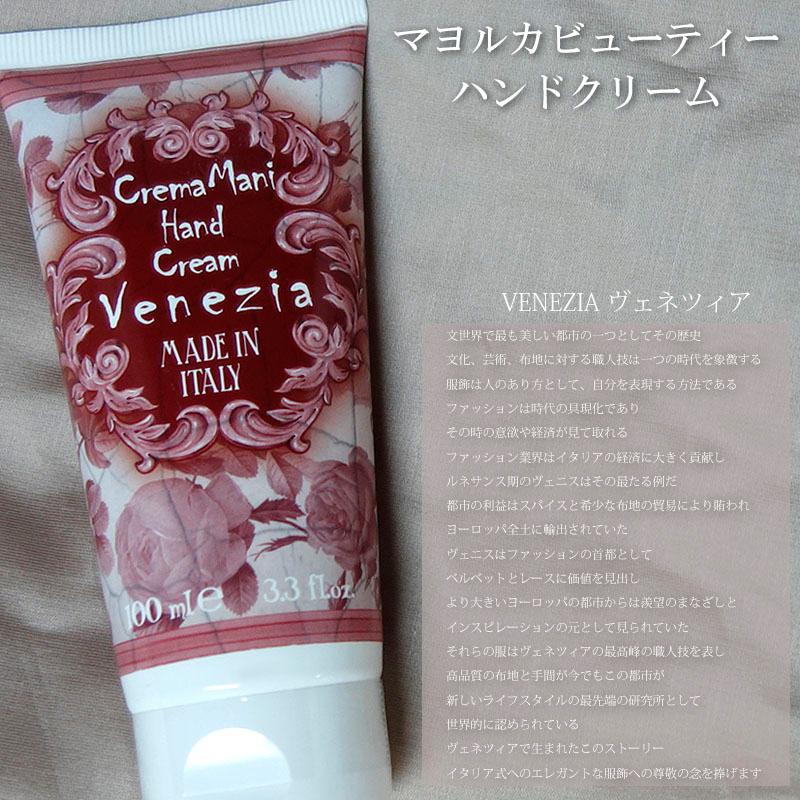 マヨルカビューティー
ハンドクリーム
Crema Mani
Hand
Cream
Venezia
MADE IN
ITALY
100 ml e 3.3 fl.oz.
VENEZIA ヴェネツィア
文世界で最も美しい都市の一つとしてその歴史
文化、芸術、布地に対する職人技は一つの時代を象徴する
服飾は人のあり方として、自分を表現する方法である
ファッションは時代の具現化であり
その時の意欲や経済が見て取れる
ファッション業界はイタリアの経済に大きく貢献し
ルネサンス期のヴェニスはその最たる例だ
都市の利益はスパイスと希少な布地の貿易により賄われ
ヨーロッパ全土に輸出されていた
ヴェニスはファッションの首都として
ベルベットとレースに価値を見出し
より大きいヨーロッパの都市からは羨望のまなざしと
インスピレーションの元として見られていた
それらの服はヴェネツィアの最高峰の職人技を表し
高品質の布地と手間が今でもこの都市が
新しいライフスタイルの最先端の研究所として
世界的に認められている
ヴェネツィアで生まれたこのストーリー
イタリア式へのエレガントな服飾への尊敬の念を捧げます